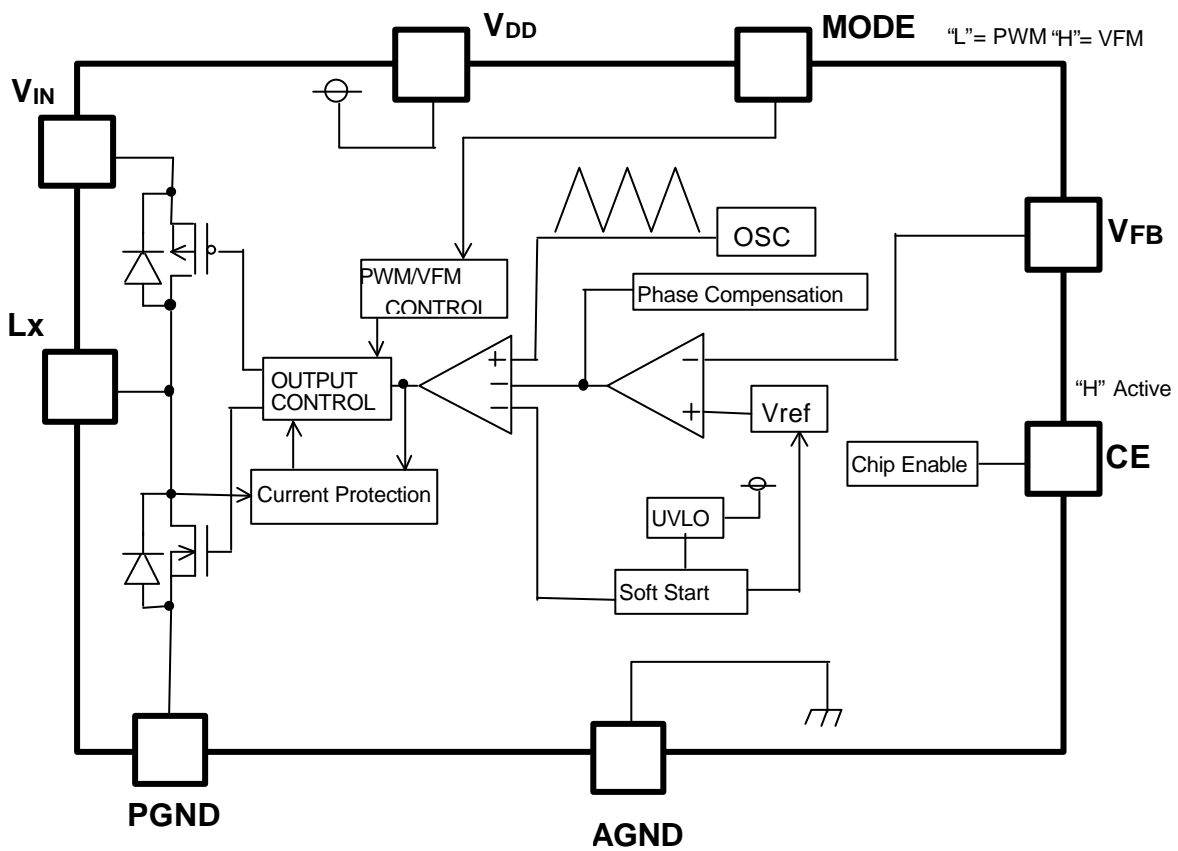 VDD
MODE
“L”= PWM “H”= VFM
VIN
OSC
VFB
PWM/VFM
CONTROL
Phase Compensation
Lx
+
−
−
−
+
OUTPUT
CONTROL
Vref
“H” Active
CE
Chip Enable
Current Protection
UVLO
Soft Start
PGND
AGND